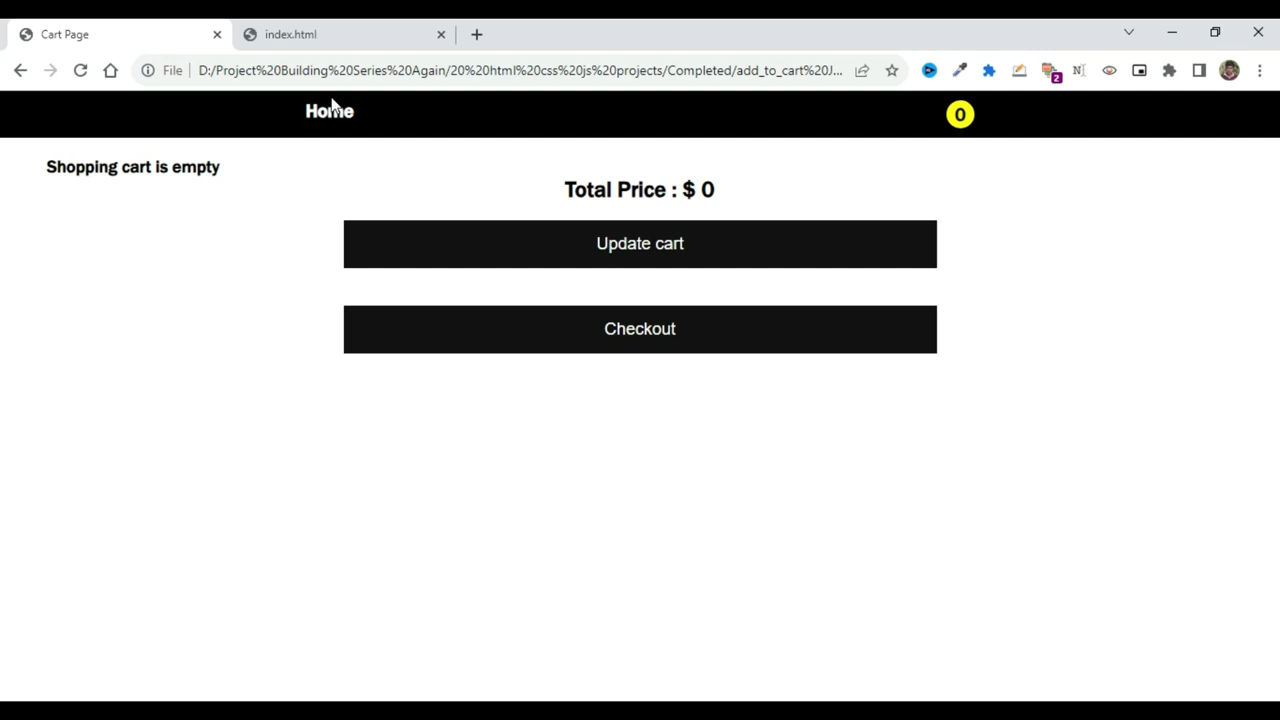 Cart Page
index.html
File
D:/Project%20Building%20Series%20Again/20%20html%20css%20js%20projects/Completed/add_to_cart%20J...
2
N
Home
0
Shopping cart is empty
Total Price : $ 0
Update cart
Checkout